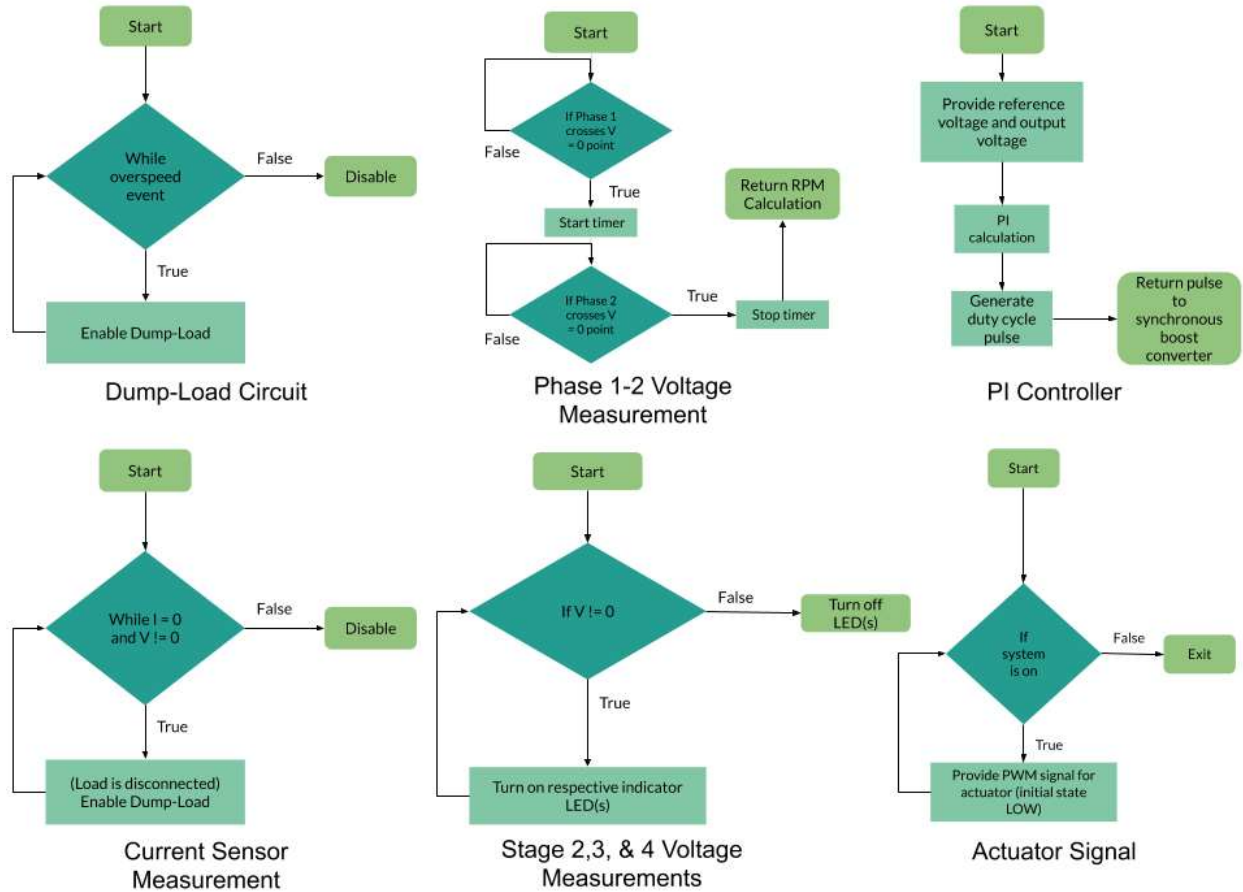 Start
While
overspeed
event
False
Disable
True
Enable Dump-Load
Dump-Load Circuit
Start
If Phase 1
crosses V
= 0 point
False
True
Start timer
If Phase 2
crosses V
= 0 point
False
True
Stop timer
Return RPM
Calculation
Phase 1-2 Voltage
Measurement
Start
Provide reference
voltage and output
voltage
PI
calculation
Generate
duty cycle
pulse
Return pulse
to
synchronous
boost
converter
PI Controller
Start
While I = 0
and V != 0
False
Disable
True
(Load is disconnected)
Enable Dump-Load
Current Sensor
Measurement
Start
If V != 0
False
Turn off
LED(s)
True
Turn on respective indicator
LED(s)
Stage 2,3, & 4 Voltage
Measurements
Start
If
system
is on
False
Exit
True
Provide PWM signal for
actuator (initial state
LOW)
Actuator Signal